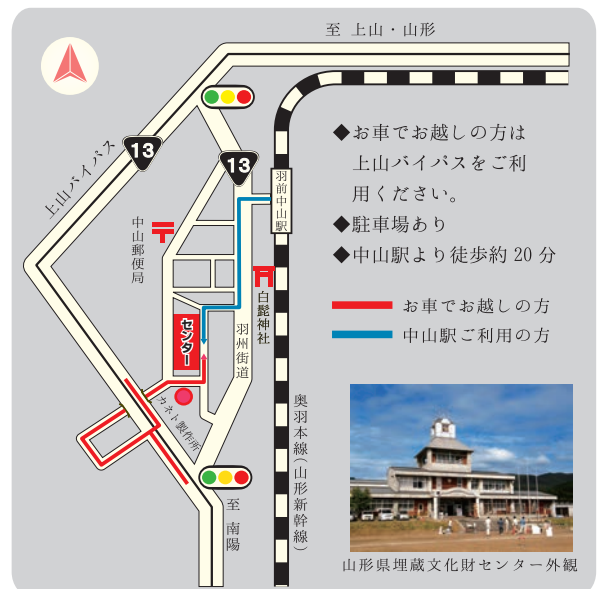 至 上山・山形
13
上山バイパス
13
羽前中山駅
中山郵便局
白髭神社
センター
羽州街道
カネト製作所
至 南陽
奥羽本線(山形新幹線)
◆お車でお越しの方は
上山バイパスをご利
用ください。
◆駐車場あり
◆中山駅より徒歩約 20 分
お車でお越しの方
中山駅ご利用の方
山形県埋蔵文化財センター外観